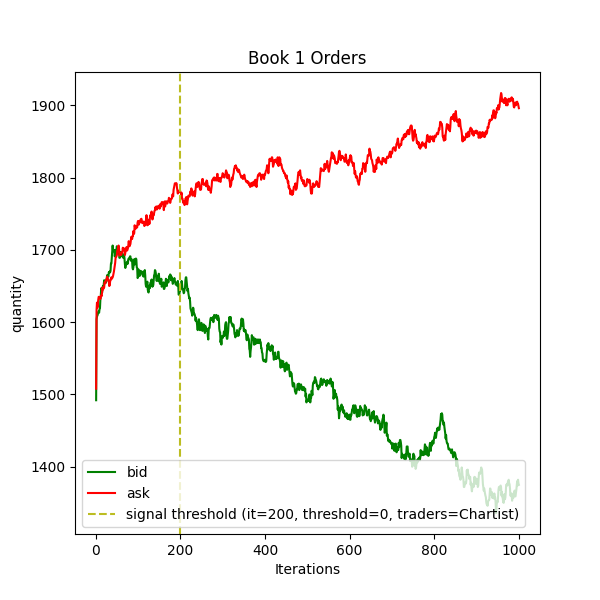 Book 1 Orders
quantity
1900
1800
1700
1600
1500
1400
bid
ask
signal threshold (it=200, threshold=0, traders=Chartist)
0 200 400 600 800 1000
Iterations